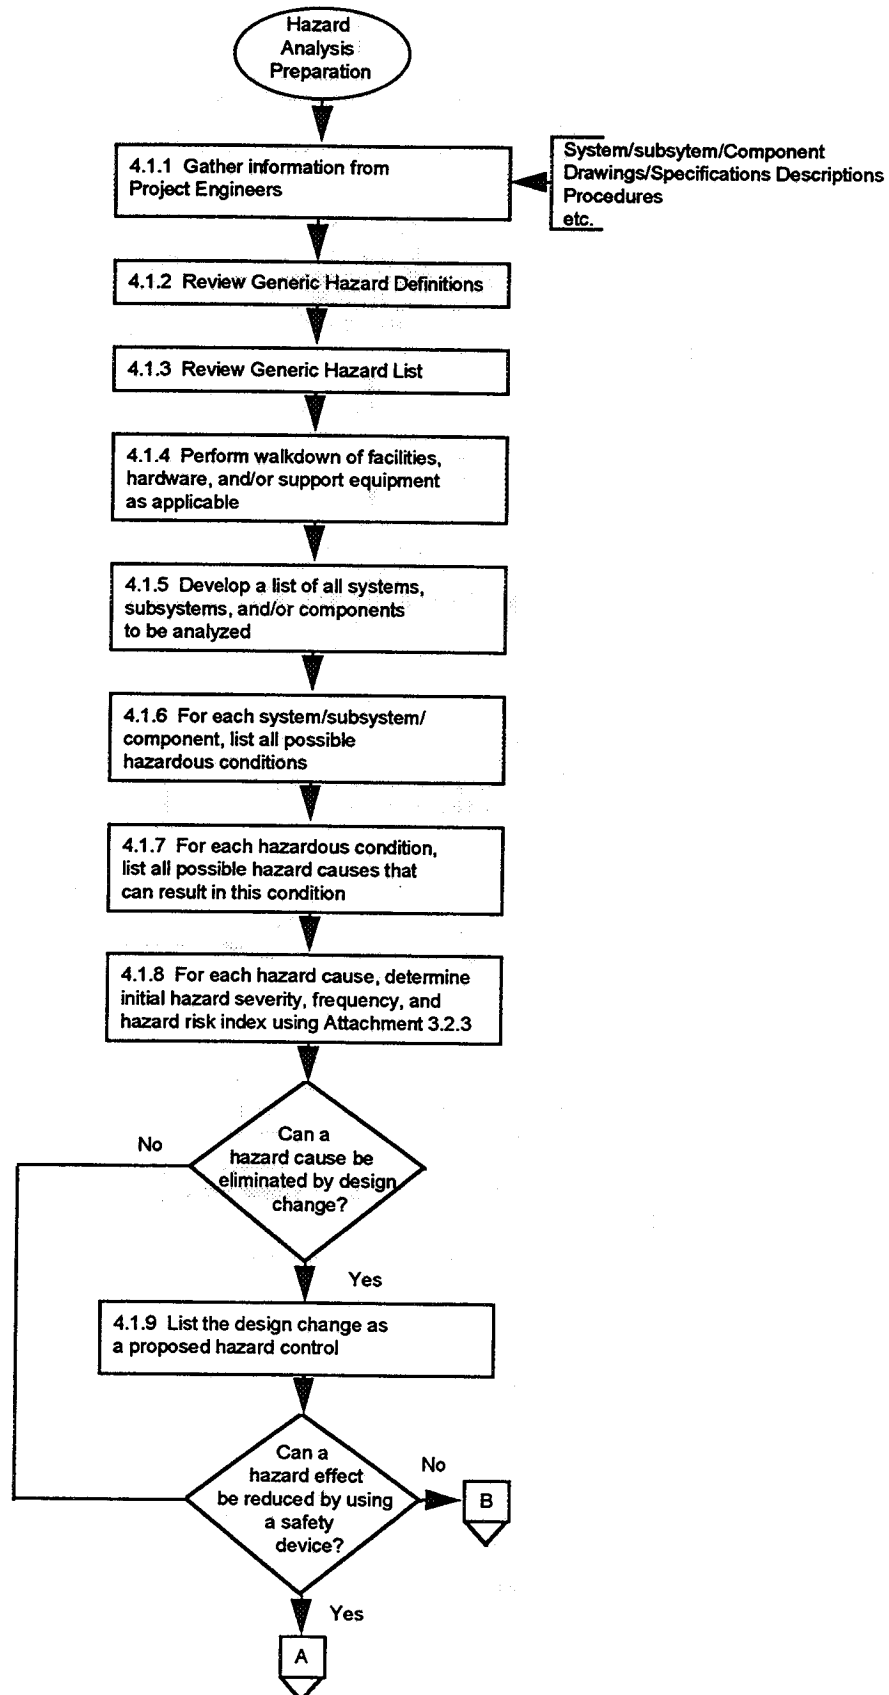 Hazard
Analysis
Preparation
4.1.1 Gather information from
Project Engineers
System/subsytem/Component
Drawings/Specifications Descriptions
Procedures
etc.
4.1.2 Review Generic Hazard Definitions
4.1.3 Review Generic Hazard List
4.1.4 Perform walkdown of facilities,
hardware, and/or support equipment
as applicable
4.1.5 Develop a list of all systems,
subsystems, and/or components
to be analyzed
4.1.6 For each system/subsystem/
component, list all possible
hazardous conditions
4.1.7 For each hazardous condition,
list all possible hazard causes that
can result in this condition
4.1.8 For each hazard cause, determine
initial hazard severity, frequency, and
hazard risk index using Attachment 3.2.3
No
Can a
hazard cause be
eliminated by design
change?
Yes
4.1.9 List the design change as
a proposed hazard control
Can a
hazard effect
be reduced by using
a safety
device?
No
B
Yes
A